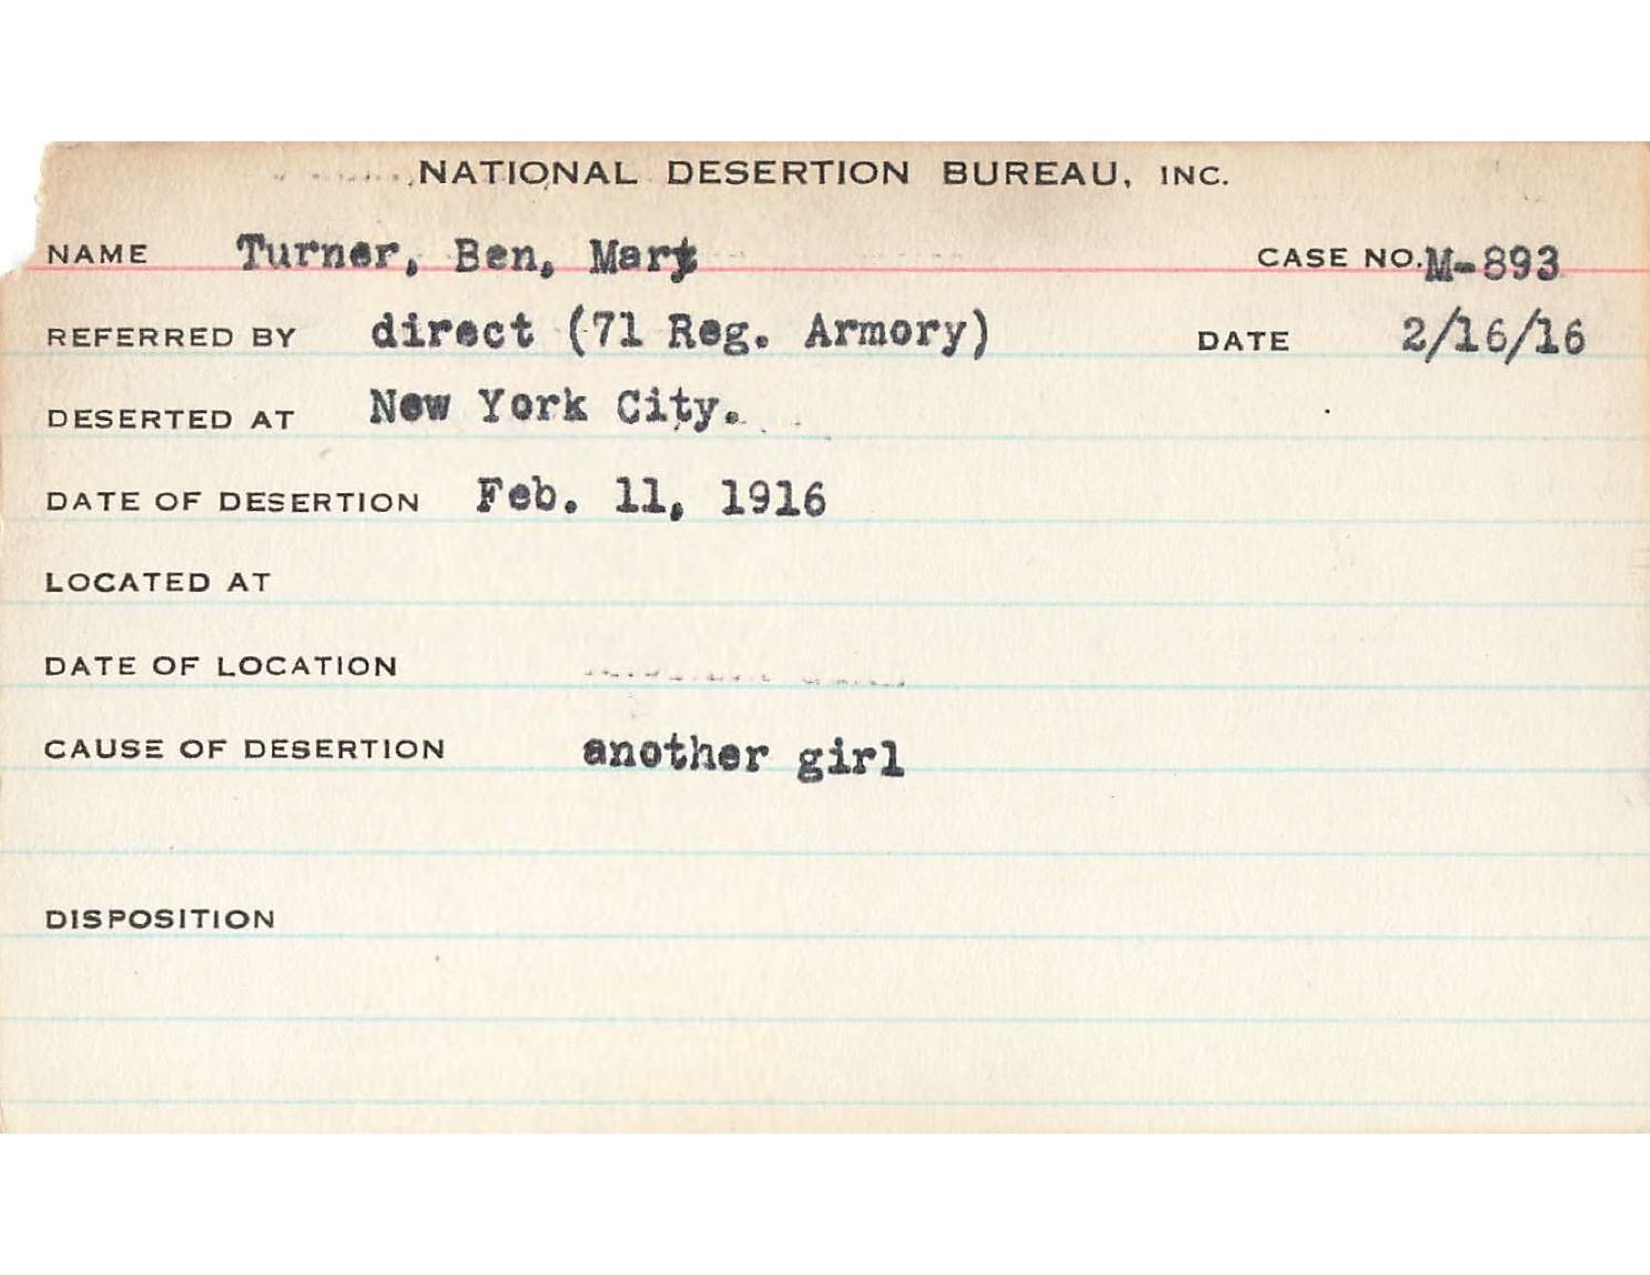 NATIONAL DESERTION BUREAU, INC.
NAME Turner, Ben, Mary CASE NO. M-893
REFERRED BY direct (71 Reg. Armory) DATE 2/16/16
DESERTED AT New York City.
DATE OF DESERTION Feb. 11, 1916
LOCATED AT
DATE OF LOCATION
CAUSE OF DESERTION another girl
DISPOSITION